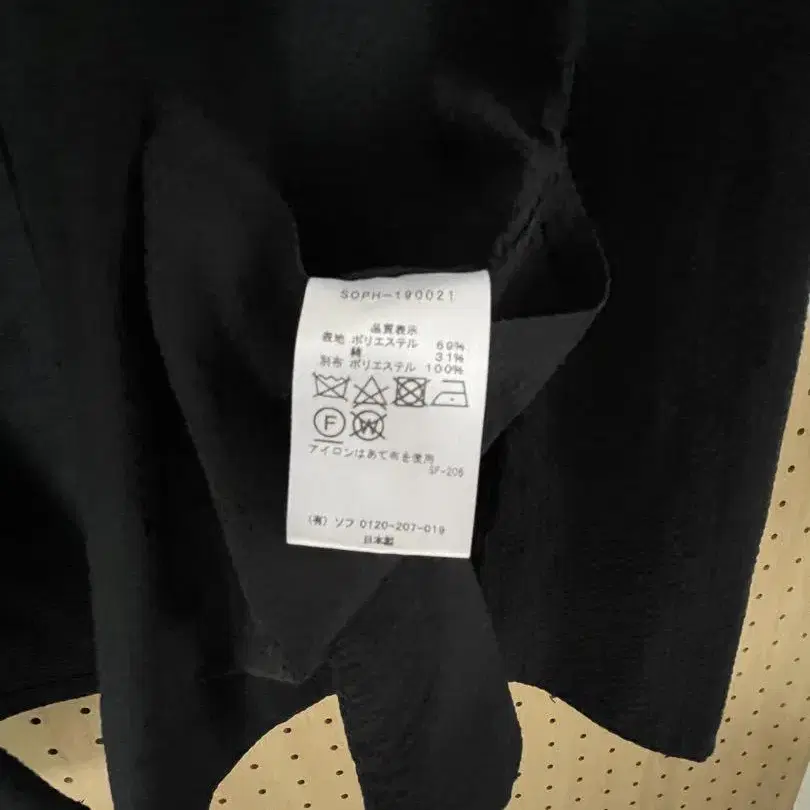 SOPH-190021
品質表示
表地 ポリエステル 69%
綿 31%
別布 ポリエステル 100%
F W
アイロンはあて布を使用
SF-206
(有) ソフ 0120-207-019
日本製